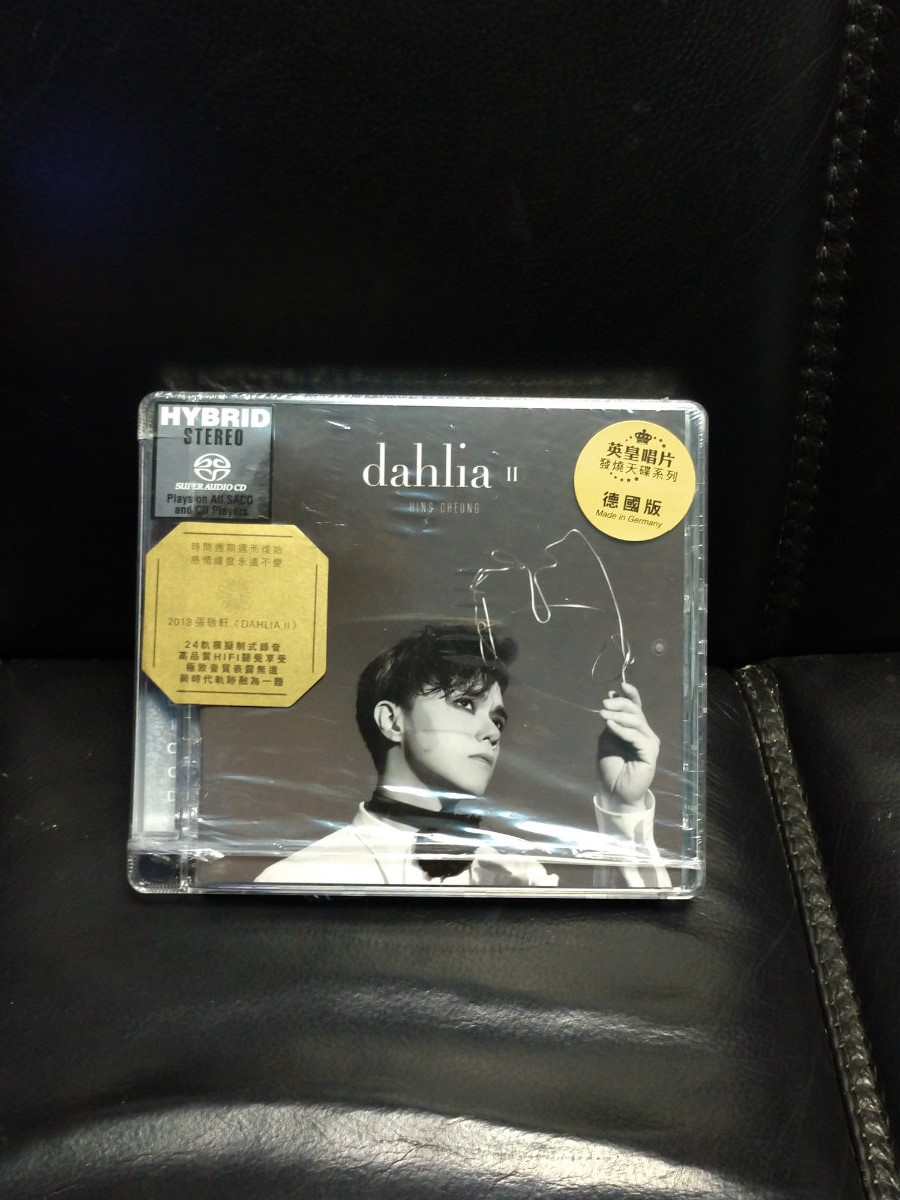 HYBRID
STEREO
SUPER AUDIO CD
Plays on All SACD
and CD Players
dahlia II
HINS CHEUNG
英皇唱片
發燒天碟系列
德國版
Made in Germany
時間週期週而復始
感情鐘擺永遠不變
2019 張敬軒《DAHLIA II》
24軌模擬制式錄音
高品質HIFI聽覺享受
極致音質表露無遺
與時代軌跡融為一體